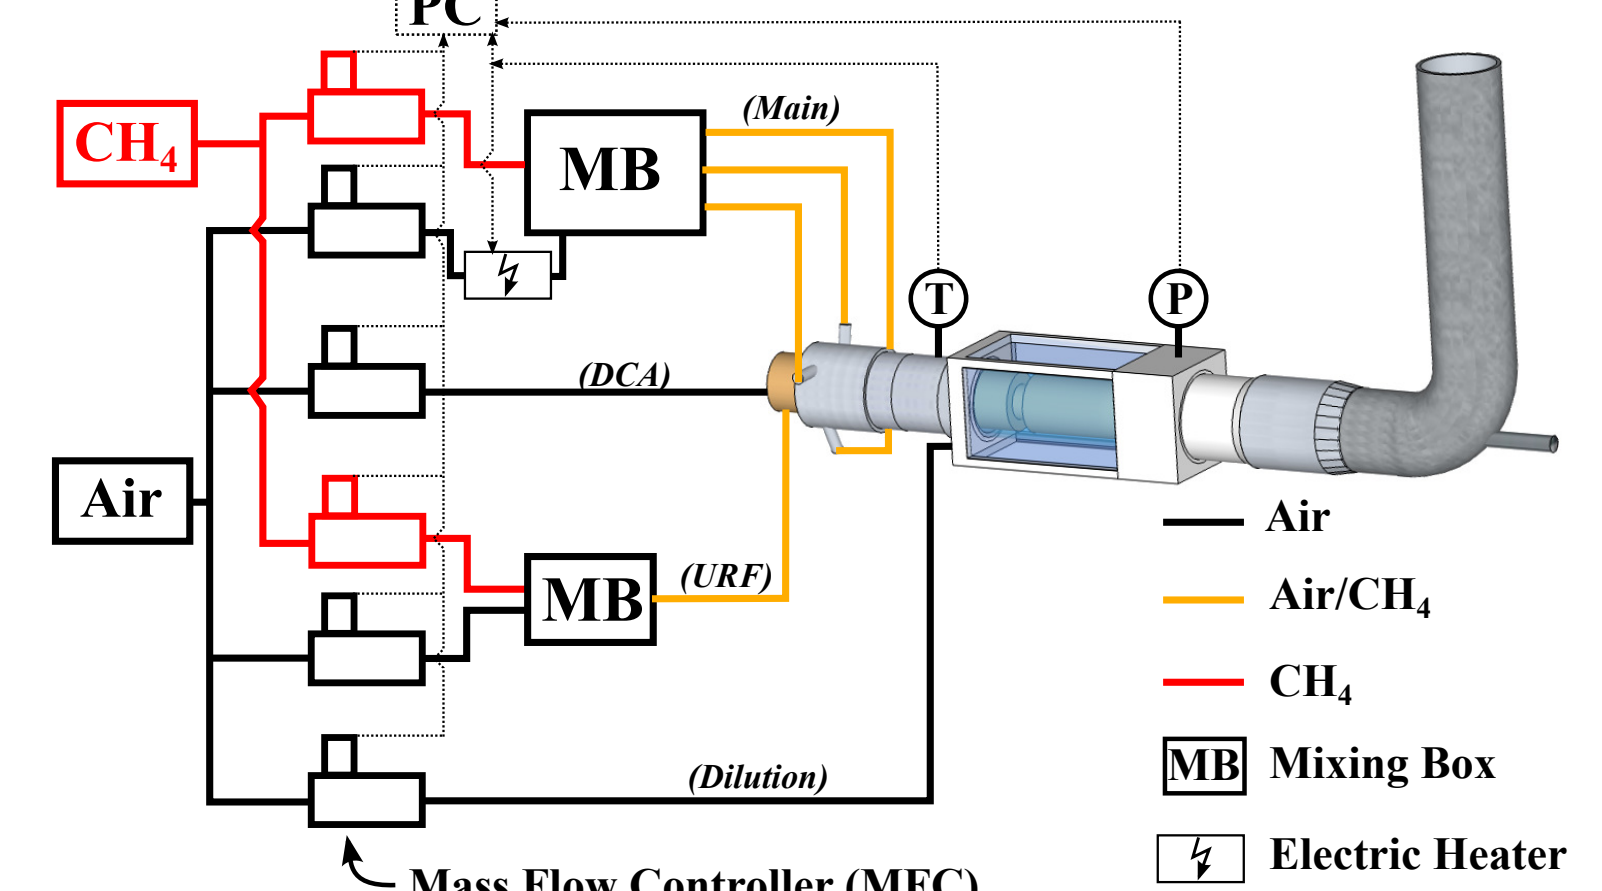 PC
(Main)
CH₄
MB
T
P
(DCA)
Air
MB
(URF)
(Dilution)
Air
Air/CH₄
CH₄
MB Mixing Box
Electric Heater
Mass Flow Controller (MFC)